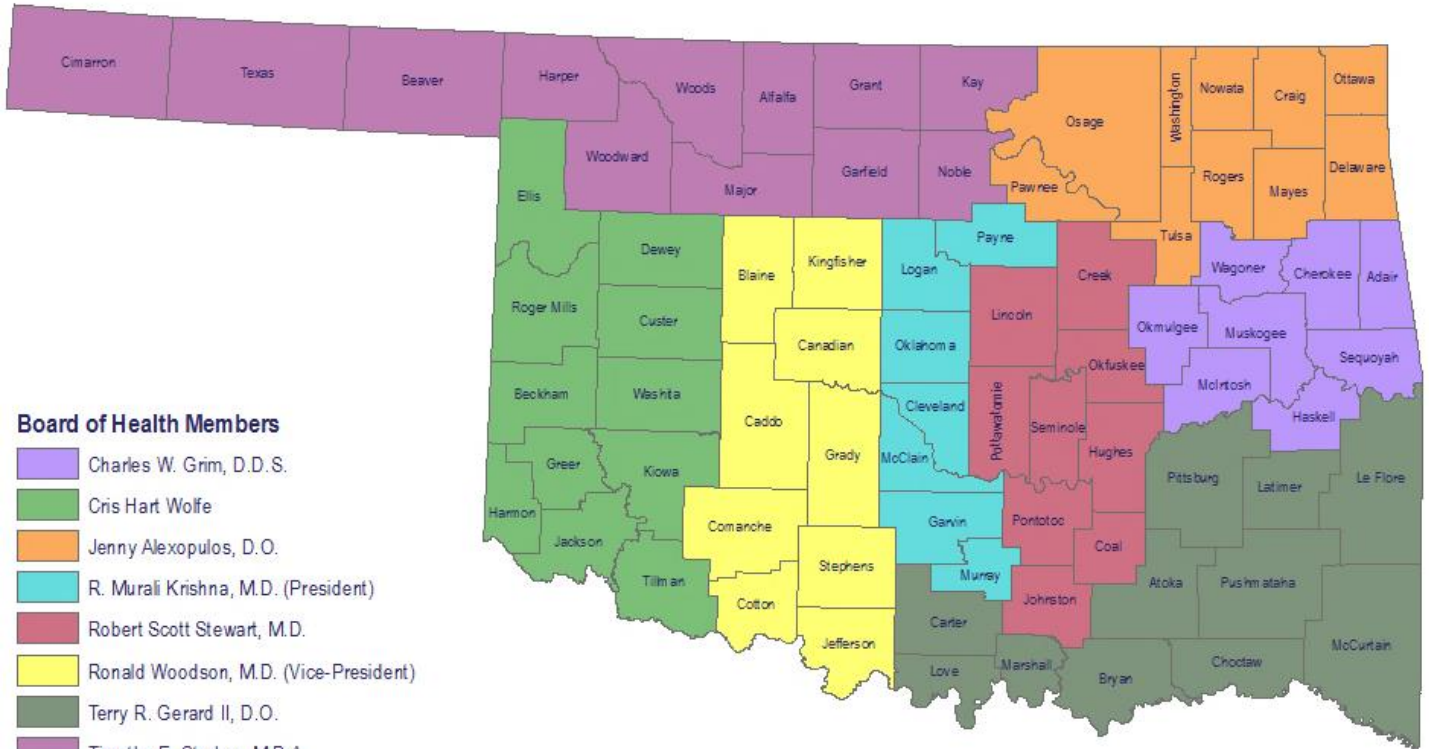 Cimarron
Texas
Beaver
Harper
Woods
Alfalfa
Grant
Kay
Osage
Washington
Nowata
Craig
Ottawa
Woodward
Major
Garfield
Noble
Pawnee
Rogers
Mayes
Delaware
Ellis
Dewey
Blaine
Kingfisher
Logan
Payne
Creek
Tulsa
Wagoner
Cherokee
Adair
Roger Mills
Custer
Canadian
Oklahoma
Lincoln
Okmulgee
Muskogee
Sequoyah
Okfuskee
McIntosh
Haskell
Beckham
Washita
Caddo
Grady
Cleveland
McClain
Pottawatomie
Seminole
Hughes
Pittsburg
Latimer
Le Flore
Greer
Kiowa
Harmon
Jackson
Tillman
Comanche
Stephens
Garvin
Pontotoc
Coal
Murray
Johnston
Atoka
Pushmataha
Cotton
Jefferson
Carter
Love
Marshall
Bryan
Choctaw
McCurtain
Board of Health Members
Charles W. Grim, D.D.S.
Cris Hart Wolfe
Jenny Alexopulos, D.O.
R. Murali Krishna, M.D. (President)
Robert Scott Stewart, M.D.
Ronald Woodson, M.D. (Vice-President)
Terry R. Gerard II, D.O.